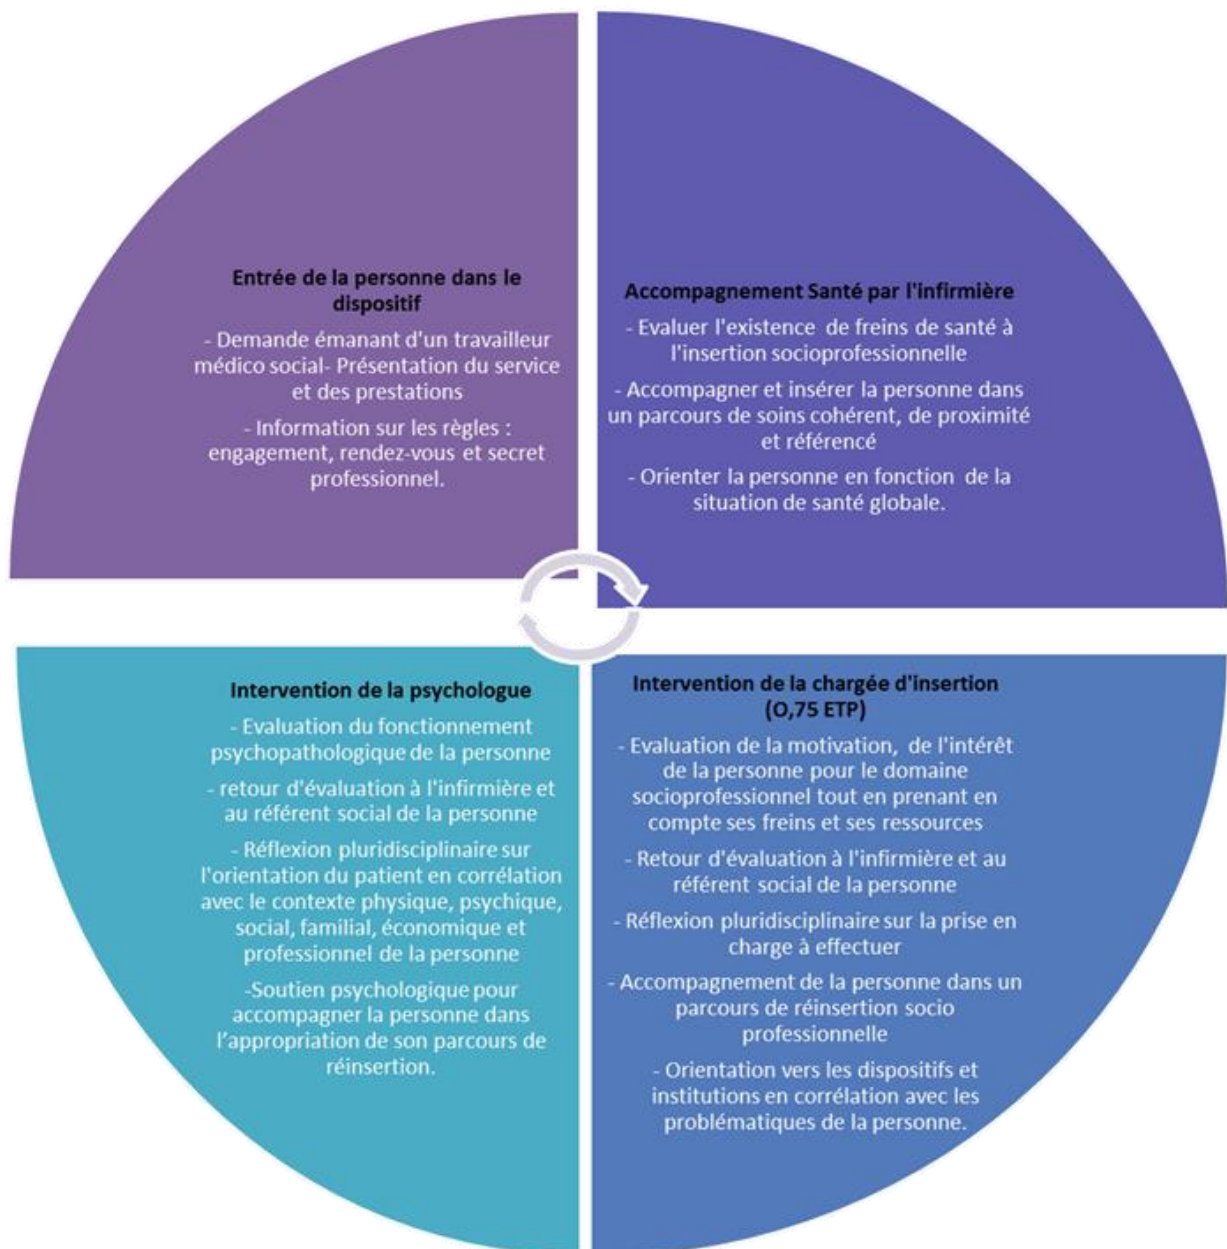 Entrée de la personne dans le
dispositif
- Demande émanant d'un travailleur
médico social- Présentation du service
et des prestations
- Information sur les règles :
engagement, rendez-vous et secret
professionnel.
Accompagnement Santé par l'infirmière
- Evaluer l'existence de freins de santé à
l'insertion socioprofessionnelle
- Accompagner et insérer la personne dans
un parcours de soins cohérent, de proximité
et référencé
- Orienter la personne en fonction de la
situation de santé globale.
Intervention de la psychologue
- Evaluation du fonctionnement
psychopathologique de la personne
- retour d'évaluation à l'infirmière et
au référent social de la personne
- Réflexion pluridisciplinaire sur
l'orientation du patient en corrélation
avec le contexte physique, psychique,
social, familial, économique et
professionnel de la personne
-Soutien psychologique pour
accompagner la personne dans
l’appropriation de son parcours de
réinsertion.
Intervention de la chargée d'insertion
(O,75 ETP)
- Evaluation de la motivation, de l'intérêt
de la personne pour le domaine
socioprofessionnel tout en prenant en
compte ses freins et ses ressources
- Retour d'évaluation à l'infirmière et au
référent social de la personne
- Réflexion pluridisciplinaire sur la prise en
charge à effectuer
- Accompagnement de la personne dans un
parcours de réinsertion socio
professionnelle
- Orientation vers les dispositifs et
institutions en corrélation avec les
problématiques de la personne.